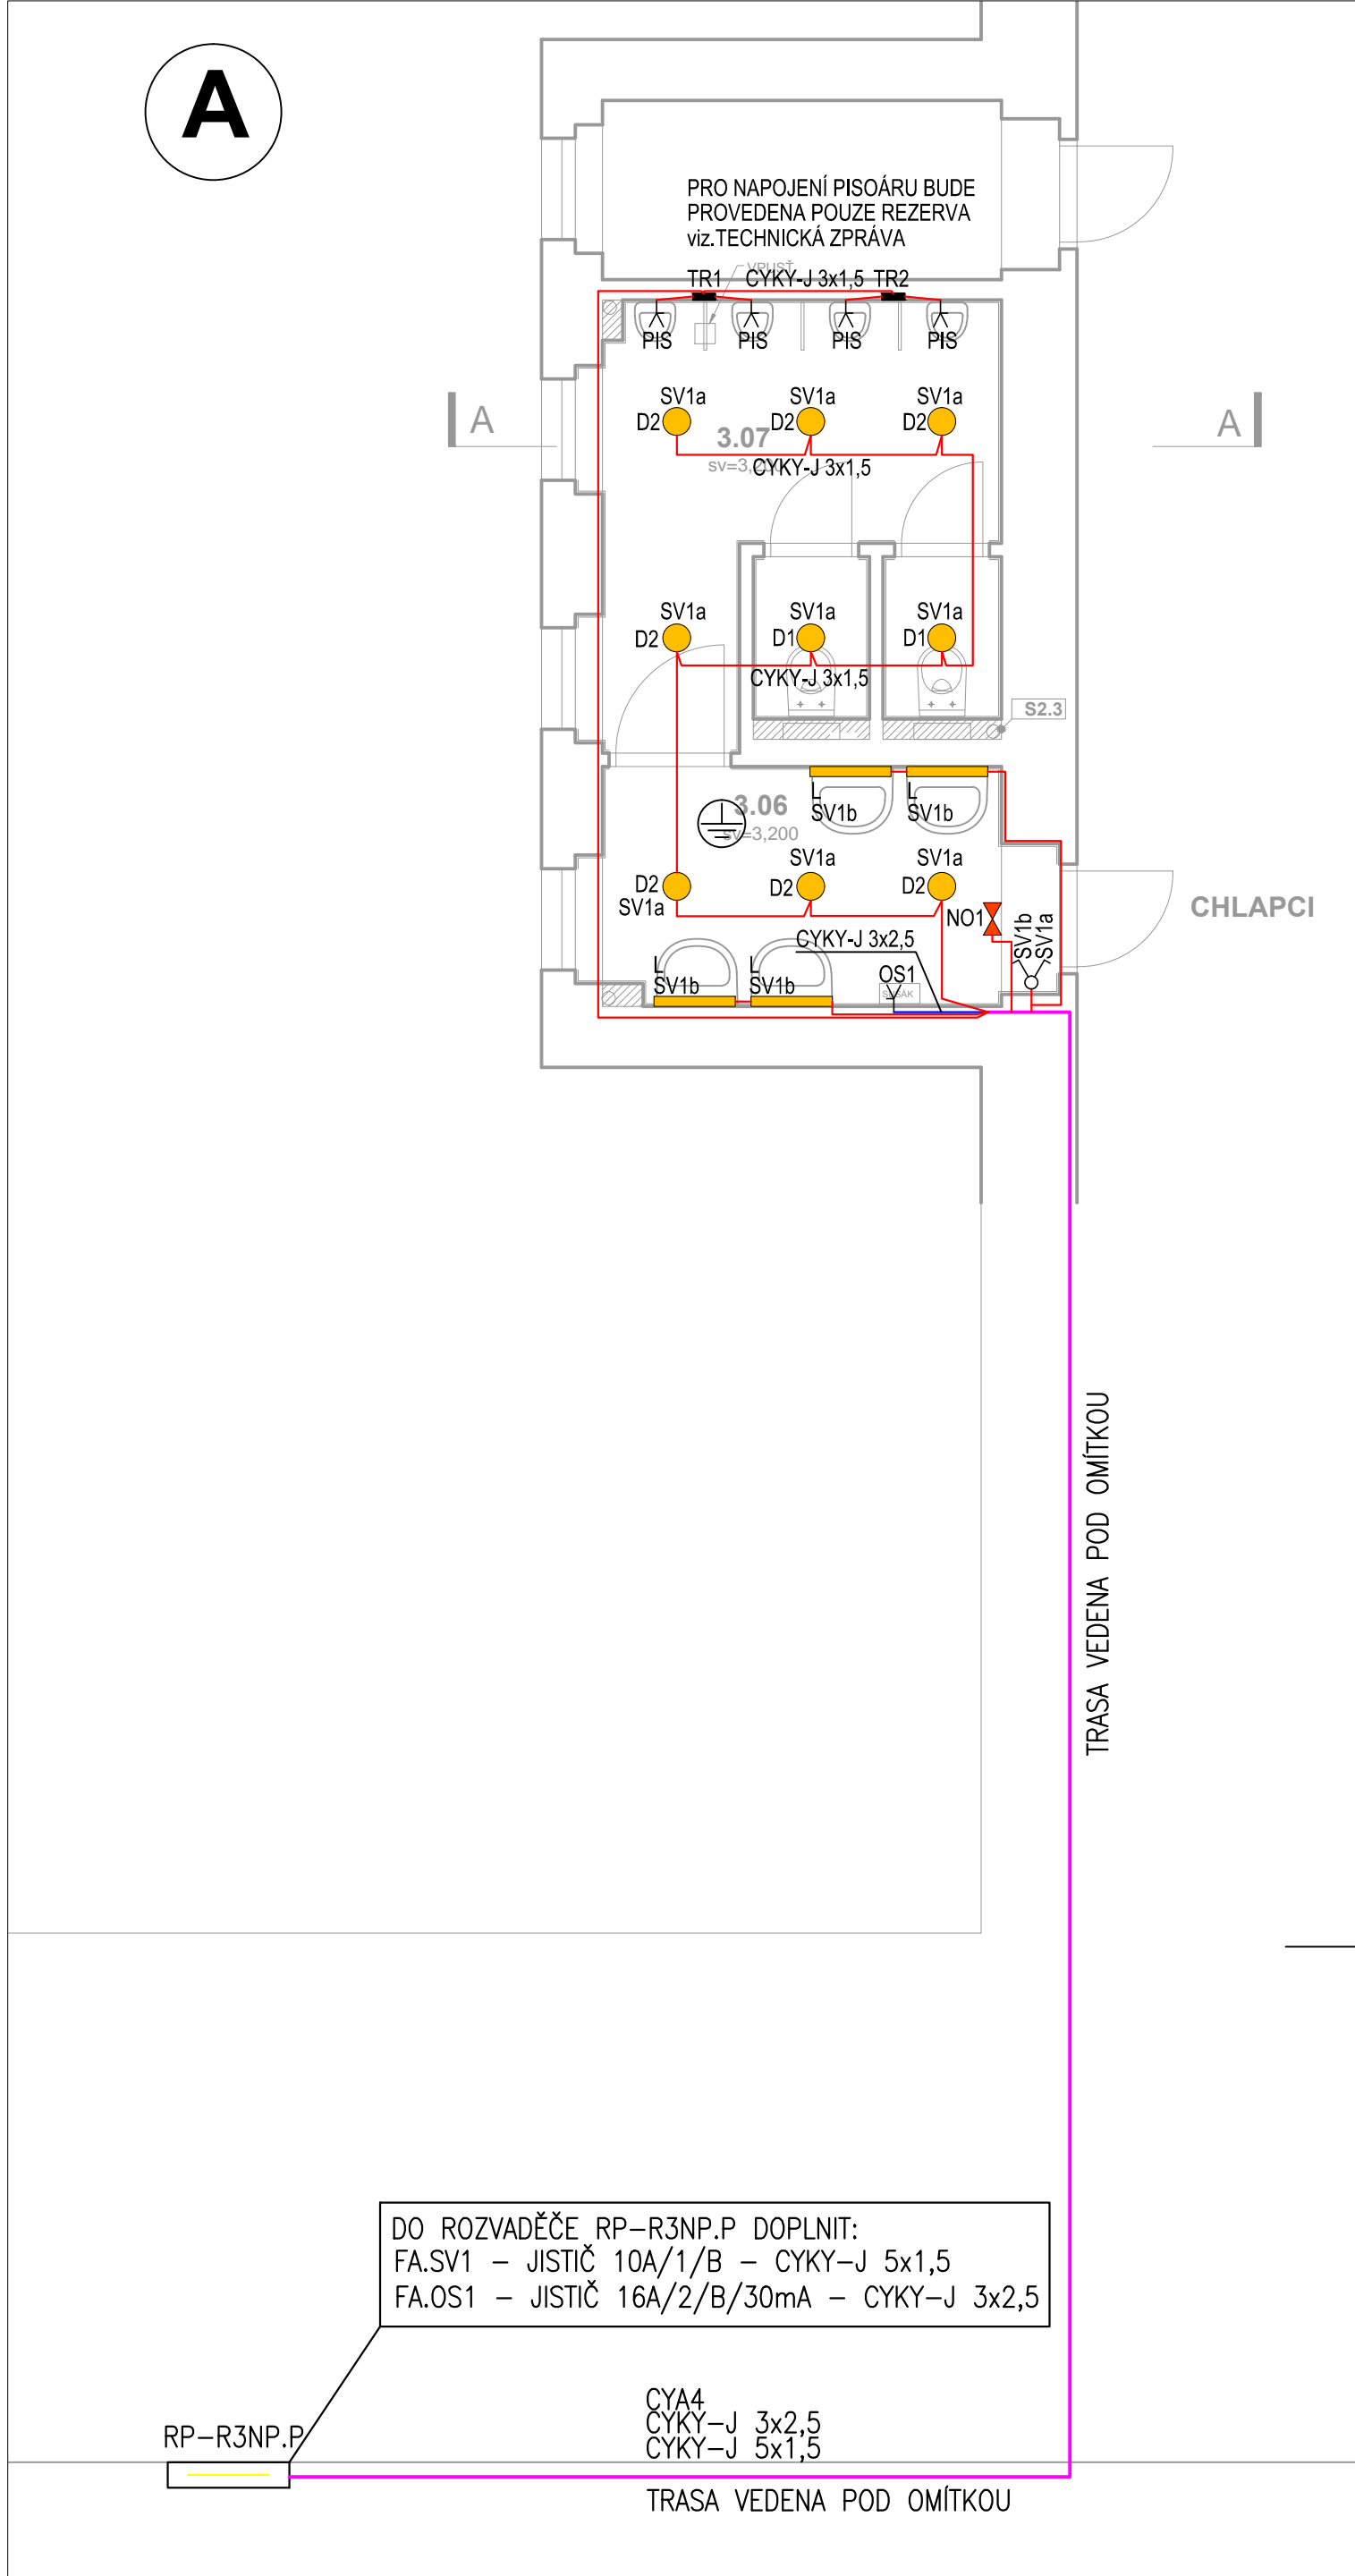 A
PRO NAPOJENÍ PISOÁRU BUDE
PROVEDENA POUZE REZERVA
viz.TECHNICKÁ ZPRÁVA
VPUSŤ
TR1 CYKY-J 3x1,5 TR2
PIS PIS PIS PIS
SV1a SV1a SV1a
D2 D2 D2
A A
3.07
sv=3,200
CYKY-J 3x1,5
SV1a SV1a SV1a
D2 D1 D1
CYKY-J 3x1,5
S2.3
L L
SV1b SV1b
3.06
sv=3,200
SV1a SV1a
D2 D2 D2
SV1a
NO1
SV1b
SV1a
CHLAPCI
CYKY-J 3x2,5
L L
SV1b SV1b
OS1
SUŠÁK
TRASA VEDENA POD OMÍTKOU
DO ROZVADĚČE RP-R3NP.P DOPLNIT:
FA.SV1 - JISTIČ 10A/1/B - CYKY-J 5x1,5
FA.OS1 - JISTIČ 16A/2/B/30mA - CYKY-J 3x2,5
RP-R3NP.P
CYA4
CYKY-J 3x2,5
CYKY-J 5x1,5
TRASA VEDENA POD OMÍTKOU